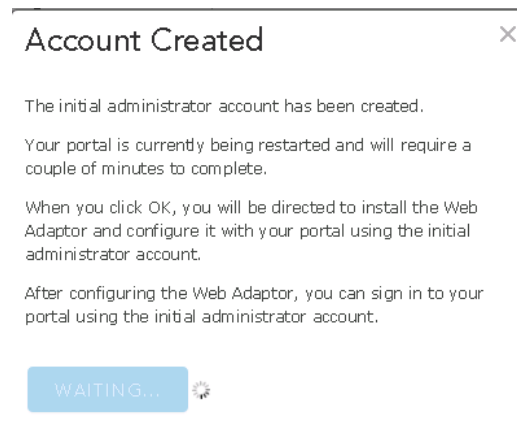 Account Created
The initial administrator account has been created.
Your portal is currently being restarted and will require a
couple of minutes to complete.
When you click OK, you will be directed to install the Web
Adaptor and configure it with your portal using the initial
administrator account.
After configuring the Web Adaptor, you can sign in to your
portal using the initial administrator account.
WAITING...